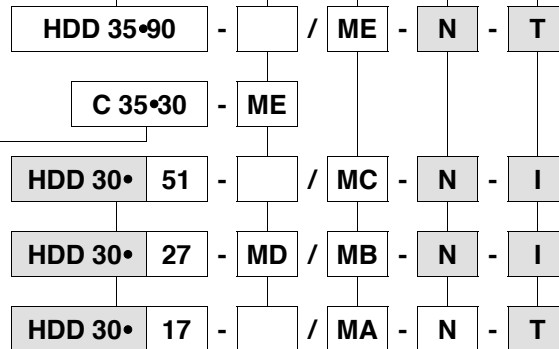 HDD 35•90 - / ME - N - T
C 35•30 - ME
HDD 30• 51 - / MC - N - I
HDD 30• 27 - MD / MB - N - I
HDD 30• 17 - / MA - N - T